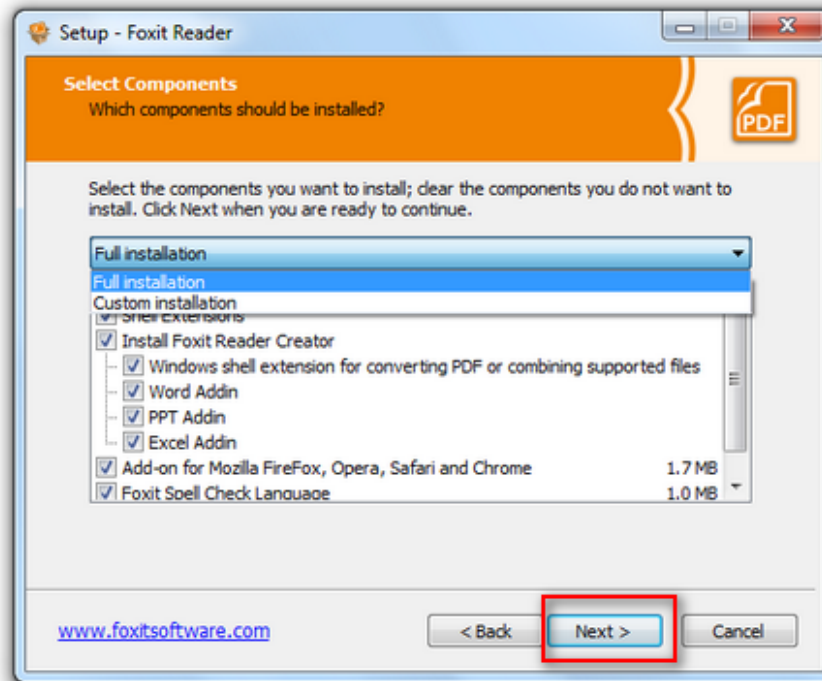 Setup - Foxit Reader
Select Components
Which components should be installed?
PDF
Select the components you want to install; clear the components you do not want to
install. Click Next when you are ready to continue.
Full installation
Full installation
Custom installation
Shell Extensions
Install Foxit Reader Creator
Windows shell extension for converting PDF or combining supported files
Word Addin
PPT Addin
Excel Addin
Add-on for Mozilla FireFox, Opera, Safari and Chrome 1.7 MB
Foxit Spell Check Language 1.0 MB
www.foxitsoftware.com < Back Next > Cancel